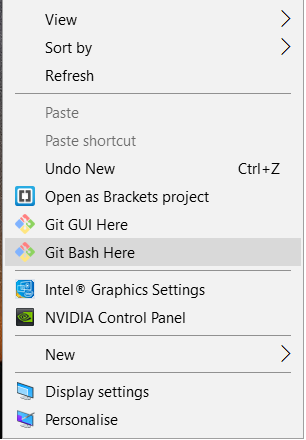 View
Sort by
Refresh
Paste
Paste shortcut
Undo New Ctrl+Z
Open as Brackets project
Git GUI Here
Git Bash Here
Intel® Graphics Settings
NVIDIA Control Panel
New
Display settings
Personalise